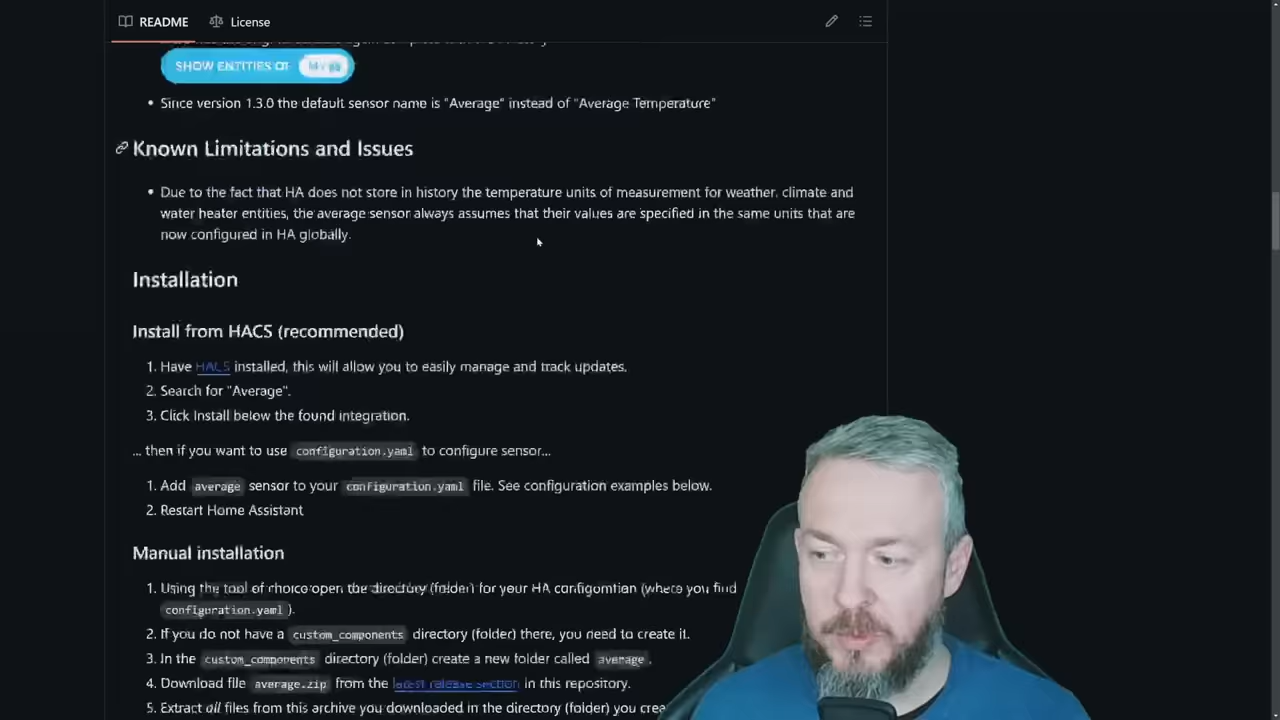 README
License
SHOW ENTITIES OF
• Since version 1.3.0 the default sensor name is "Average" instead of "Average Temperature"
Known Limitations and Issues
• Due to the fact that HA does not store in history the temperature units of measurement for weather, climate and
water heater entities, the average sensor always assumes that their values are specified in the same units that are
now configured in HA globally.
Installation
Install from HACS (recommended)
1. Have HACS installed, this will allow you to easily manage and track updates.
2. Search for "Average".
3. Click Install below the found integration.
... then if you want to use configuration.yaml to configure sensor...
1. Add average sensor to your configuration.yaml file. See configuration examples below.
2. Restart Home Assistant
Manual installation
1. Using the tool of choice open the directory (folder) for your HA configuration (where you find
configuration.yaml).
2. If you do not have a custom_components directory (folder) there, you need to create it.
3. In the custom_components directory (folder) create a new folder called average.
4. Download file average.zip from the latest release section in this repository.
5. Extract all files from this archive you downloaded in the directory (folder) you